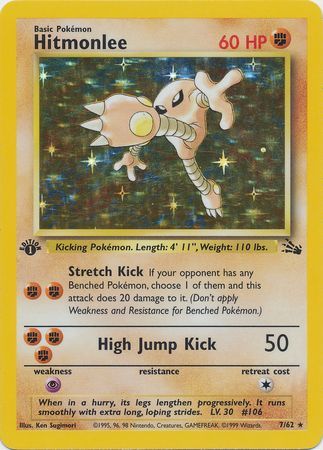 Basic Pokémon
Hitmonlee 60 HP
Kicking Pokémon. Length: 4' 11", Weight: 110 lbs.
EDITION
1
Stretch Kick If your opponent has any
Benched Pokémon, choose 1 of them and this
attack does 20 damage to it. (Don't apply
Weakness and Resistance for Benched Pokémon.)
High Jump Kick 50
weakness resistance retreat cost
When in a hurry, its legs lengthen progressively. It runs
smoothly with extra long, loping strides. LV. 30 #106
Illus. Ken Sugimori ©1995, 96, 98 Nintendo, Creatures, GAMEFREAK. ©1999 Wizards. 7/62 ★